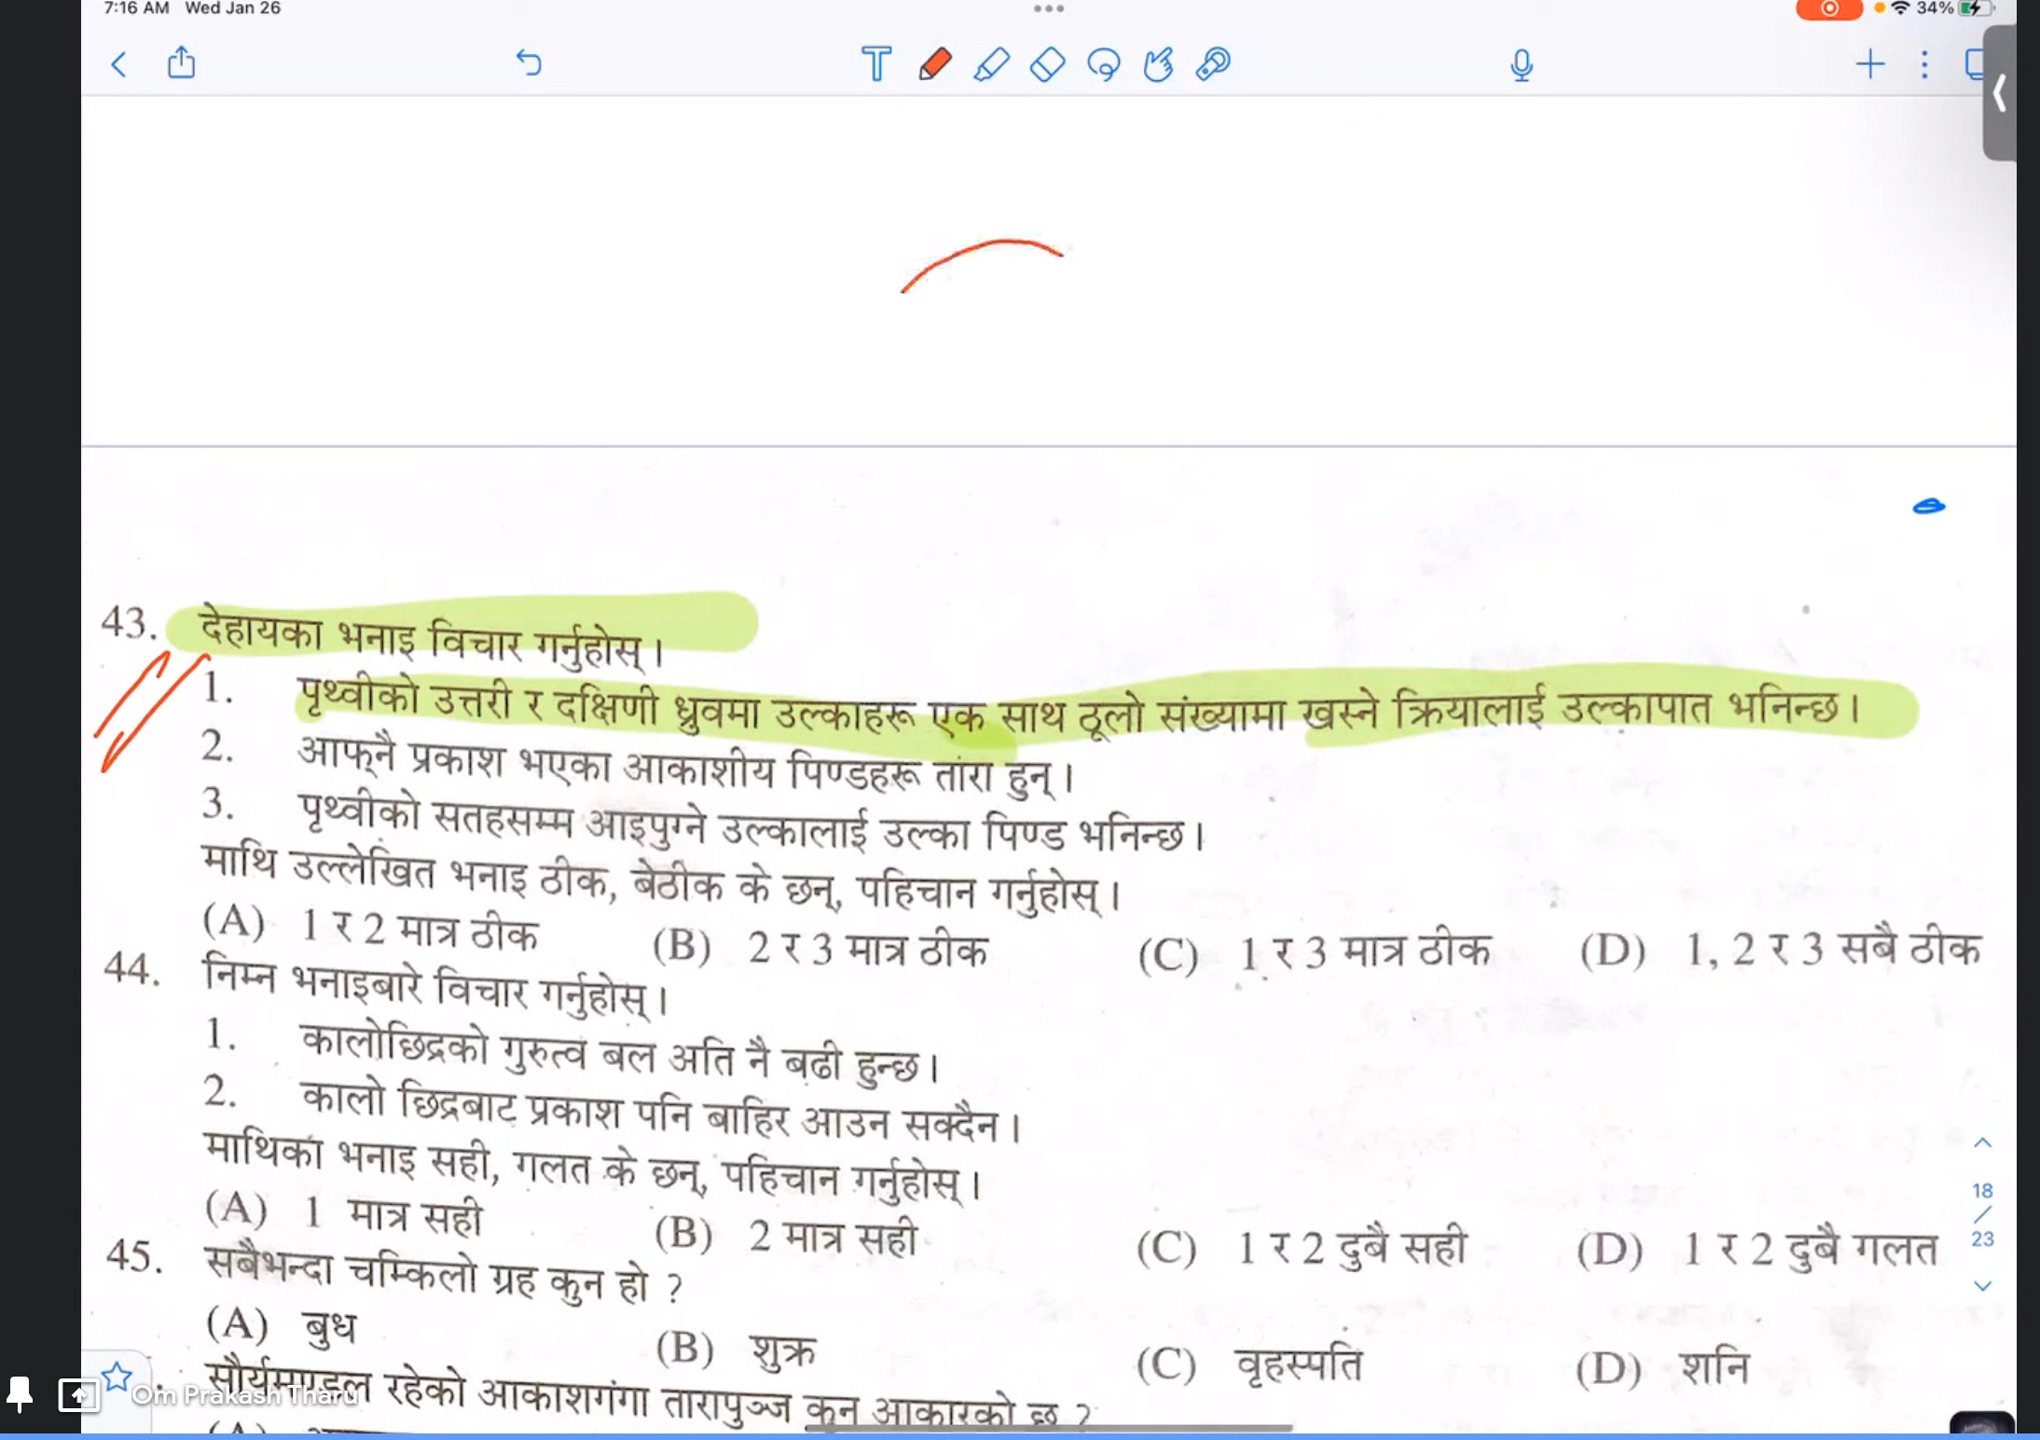 7:16 AM Wed Jan 26
34%
T
43. देहायका भनाइ विचार गर्नुहोस् ।
1. पृथ्वीको उत्तरी र दक्षिणी ध्रुवमा उल्काहरू एक साथ ठूलो संख्यामा खस्ने क्रियालाई उल्कापात भनिन्छ ।
2. आफ्नै प्रकाश भएका आकाशीय पिण्डहरू तारा हुन् ।
3. पृथ्वीको सतहसम्म आइपुग्ने उल्कालाई उल्का पिण्ड भनिन्छ ।
माथि उल्लेखित भनाइ ठीक, बेठीक के छन्, पहिचान गर्नुहोस् ।
(A) 1 र 2 मात्र ठीक (B) 2 र 3 मात्र ठीक (C) 1 र 3 मात्र ठीक (D) 1, 2 र 3 सबै ठीक
44. निम्न भनाइबारे विचार गर्नुहोस् ।
1. कालोछिद्रको गुरुत्व बल अति नै बढी हुन्छ ।
2. कालो छिद्रबाट प्रकाश पनि बाहिर आउन सक्दैन ।
माथिका भनाइ सही, गलत के छन्, पहिचान गर्नुहोस् ।
(A) 1 मात्र सही (B) 2 मात्र सही (C) 1 र 2 दुबै सही (D) 1 र 2 दुबै गलत
18
/
23
45. सबैभन्दा चम्किलो ग्रह कुन हो ?
(A) बुध (B) शुक्र (C) वृहस्पति (D) शनि
सौर्यमण्डल रहेको आकाशगंगा तारापुञ्ज कुन आकारको छ ?
Om Prakash Tharu